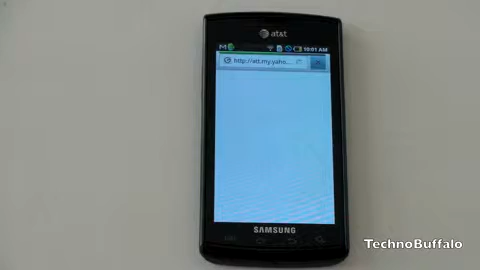 at&t
10:01 AM
http://att.my.yaho...
SAMSUNG
TechnoBuffalo